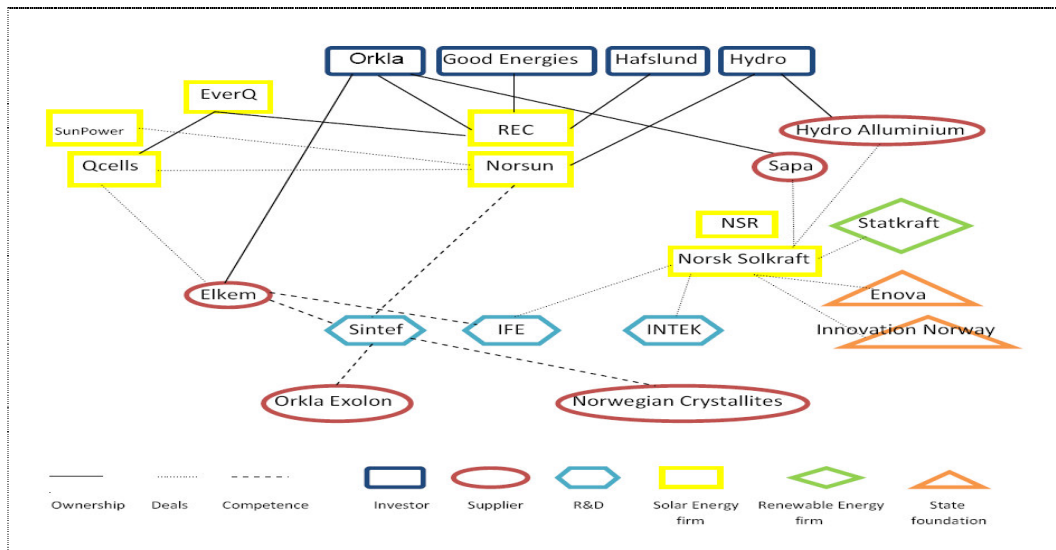 Orkla
Good Energies
Hafslund
Hydro
EverQ
SunPower
REC
Hydro Alluminium
Qcells
Norsun
Sapa
NSR
Statkraft
Norsk Solkraft
Elkem
Enova
Sintef
IFE
INTEK
Innovation Norway
Orkla Exolon
Norwegian Crystallites
Ownership
Deals
Competence
Investor
Supplier
R&D
Solar Energy
firm
Renewable Energy
firm
State
foundation